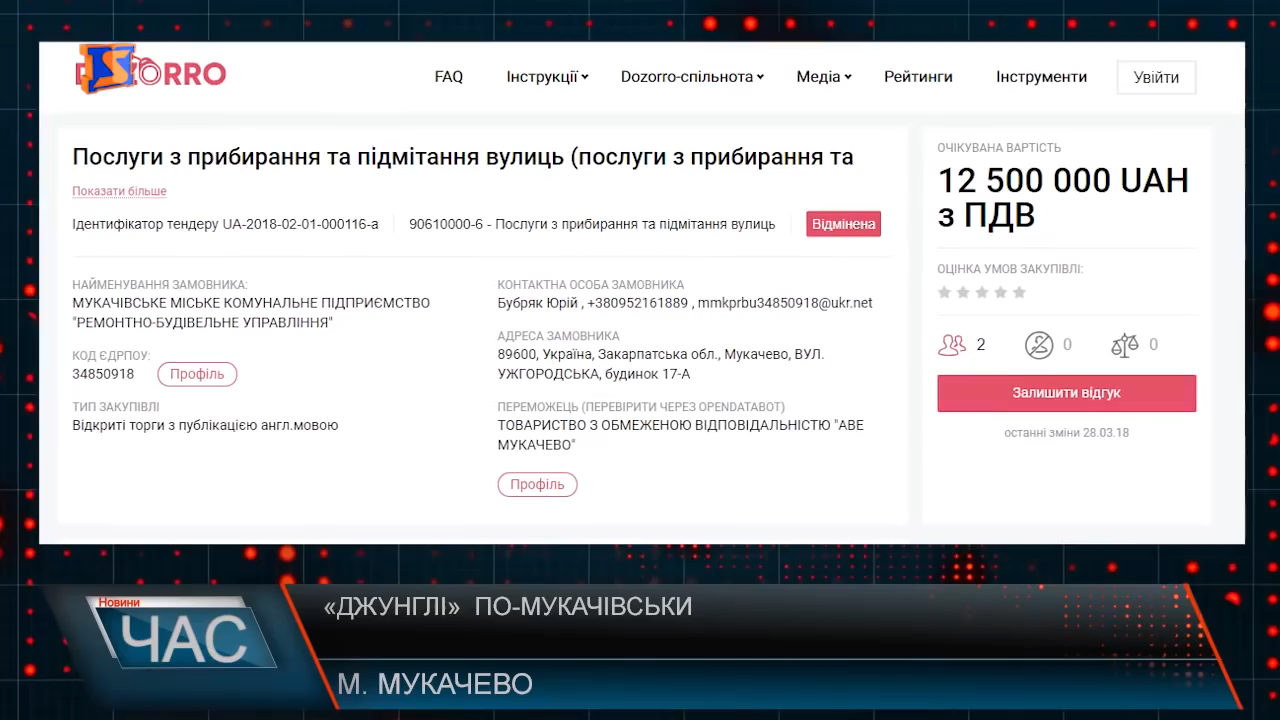 RRO
FAQ
Інструкції
Dozorro-спільнота
Медіа
Рейтинги
Інструменти
Увійти
Послуги з прибирання та підмітання вулиць (послуги з прибирання та
Показати більше
Ідентифікатор тендеру UA-2018-02-01-000116-a
90610000-6 - Послуги з прибирання та підмітання вулиць
Відмінена
НАЙМЕНУВАННЯ ЗАМОВНИКА:
МУКАЧІВСЬКЕ МІСЬКЕ КОМУНАЛЬНЕ ПІДПРИЄМСТВО
"РЕМОНТНО-БУДІВЕЛЬНЕ УПРАВЛІННЯ"
КОД ЄДРПОУ:
34850918
Профіль
ТИП ЗАКУПІВЛІ
Відкриті торги з публікацією англ.мовою
КОНТАКТНА ОСОБА ЗАМОВНИКА
Бубряк Юрій , +380952161889 , mmkprbu34850918@ukr.net
АДРЕСА ЗАМОВНИКА
89600, Україна, Закарпатська обл., Мукачево, ВУЛ.
УЖГОРОДСЬКА, будинок 17-А
ПЕРЕМОЖЕЦЬ (ПЕРЕВІРИТИ ЧЕРЕЗ OPENDATABOT)
ТОВАРИСТВО З ОБМЕЖЕНОЮ ВІДПОВІДАЛЬНІСТЮ "АВЕ
МУКАЧЕВО"
Профіль
ОЧІКУВАНА ВАРТІСТЬ
12 500 000 UAH
з ПДВ
ОЦІНКА УМОВ ЗАКУПІВЛІ:
2
0
0
Залишити відгук
останні зміни 28.03.18
Новини
ЧАС
«ДЖУНГЛІ» ПО-МУКАЧІВСЬКИ
М. МУКАЧЕВО